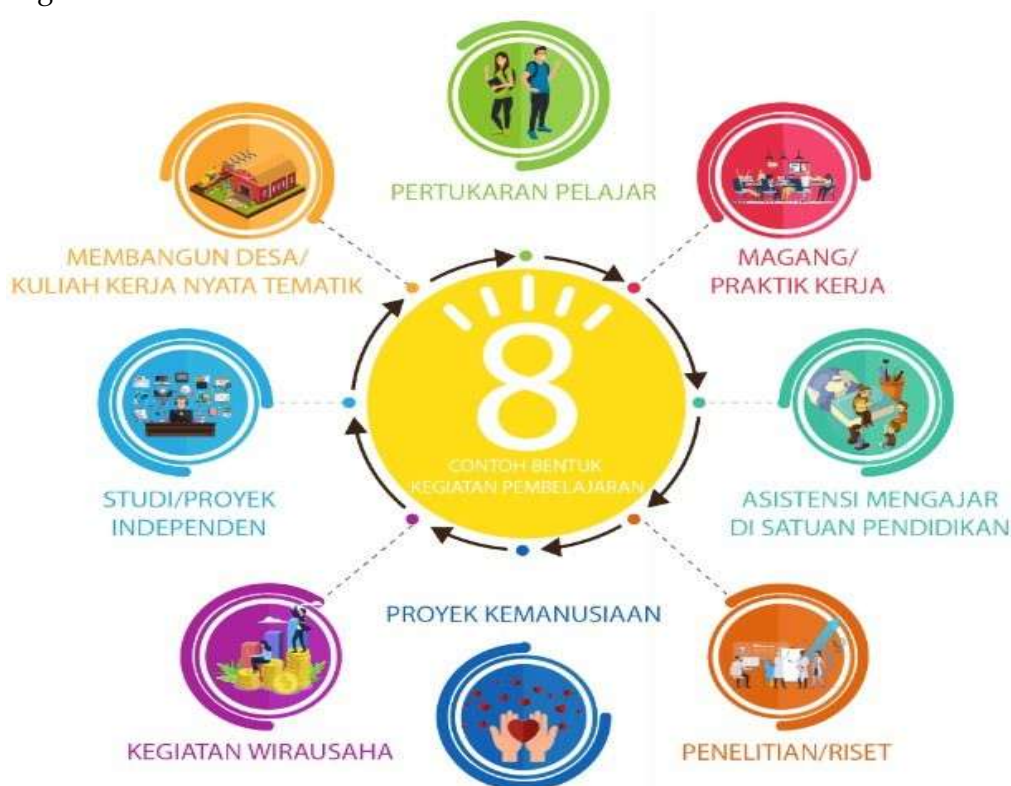 PERTUKARAN PELAJAR
MAGANG/
PRAKTIK KERJA
ASISTENSI MENGAJAR
DI SATUAN PENDIDIKAN
PENELITIAN/RISET
PROYEK KEMANUSIAAN
KEGIATAN WIRAUSAHA
STUDI/PROYEK
INDEPENDEN
MEMBANGUN DESA/
KULIAH KERJA NYATA TEMATIK
8
CONTOH BENTUK
KEGIATAN PEMBELAJARAN